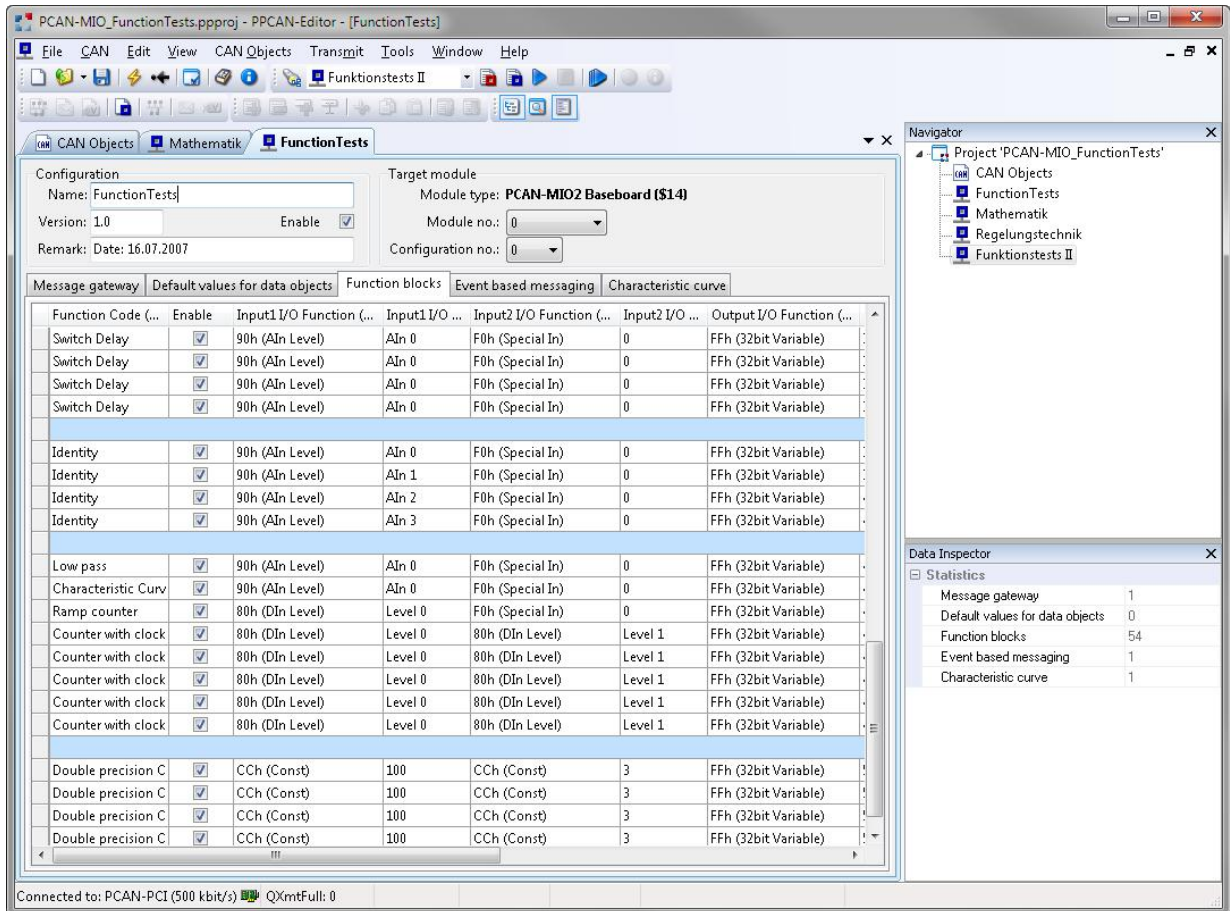 PCAN-MIO_FunctionTests.ppproj - PPCAN-Editor - [FunctionTests]
File CAN Edit View CAN Objects Transmit Tools Window Help
Funktionstests II
CAN Objects Mathematik FunctionTests
Configuration
Name: FunctionTests
Version: 1.0 Enable
Remark: Date: 16.07.2007
Target module
Module type: PCAN-MIO2 Baseboard ($14)
Module no.: 0
Configuration no.: 0
Message gateway Default values for data objects Function blocks Event based messaging Characteristic curve
Function Code (... Enable Input1 I/O Function (... Input1 I/O ... Input2 I/O Function (... Input2 I/O ... Output I/O Function (...
Switch Delay 90h (AIn Level) AIn 0 F0h (Special In) 0 FFh (32bit Variable)
Switch Delay 90h (AIn Level) AIn 0 F0h (Special In) 0 FFh (32bit Variable)
Switch Delay 90h (AIn Level) AIn 0 F0h (Special In) 0 FFh (32bit Variable)
Switch Delay 90h (AIn Level) AIn 0 F0h (Special In) 0 FFh (32bit Variable)
Identity 90h (AIn Level) AIn 0 F0h (Special In) 0 FFh (32bit Variable)
Identity 90h (AIn Level) AIn 1 F0h (Special In) 0 FFh (32bit Variable)
Identity 90h (AIn Level) AIn 2 F0h (Special In) 0 FFh (32bit Variable)
Identity 90h (AIn Level) AIn 3 F0h (Special In) 0 FFh (32bit Variable)
Low pass 90h (AIn Level) AIn 0 F0h (Special In) 0 FFh (32bit Variable)
Characteristic Curv 90h (AIn Level) AIn 0 F0h (Special In) 0 FFh (32bit Variable)
Ramp counter 80h (DIn Level) Level 0 F0h (Special In) 0 FFh (32bit Variable)
Counter with clock 80h (DIn Level) Level 0 80h (DIn Level) Level 1 FFh (32bit Variable)
Counter with clock 80h (DIn Level) Level 0 80h (DIn Level) Level 1 FFh (32bit Variable)
Counter with clock 80h (DIn Level) Level 0 80h (DIn Level) Level 1 FFh (32bit Variable)
Counter with clock 80h (DIn Level) Level 0 80h (DIn Level) Level 1 FFh (32bit Variable)
Counter with clock 80h (DIn Level) Level 0 80h (DIn Level) Level 1 FFh (32bit Variable)
Double precision C CCh (Const) 100 CCh (Const) 3 FFh (32bit Variable)
Double precision C CCh (Const) 100 CCh (Const) 3 FFh (32bit Variable)
Double precision C CCh (Const) 100 CCh (Const) 3 FFh (32bit Variable)
Double precision C CCh (Const) 100 CCh (Const) 3 FFh (32bit Variable)
Navigator
Project 'PCAN-MIO_FunctionTests'
CAN Objects
FunctionTests
Mathematik
Regelungstechnik
Funktionstests II
Data Inspector
Statistics
Message gateway 1
Default values for data objects 0
Function blocks 54
Event based messaging 1
Characteristic curve 1
Connected to: PCAN-PCI (500 kbit/s) QXmtFull: 0